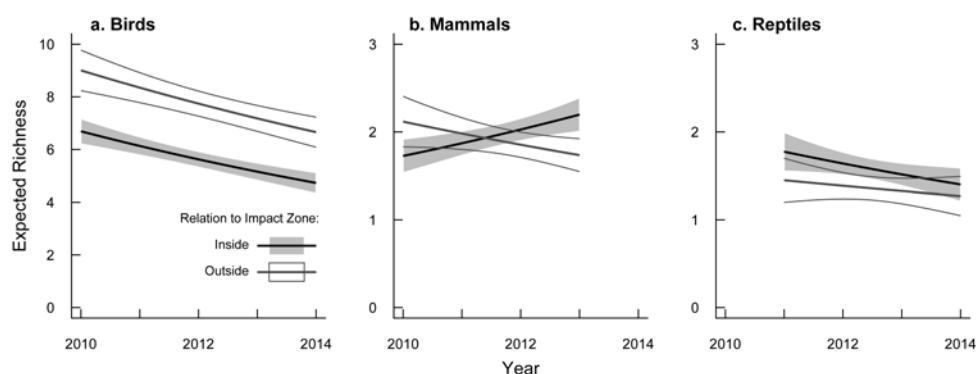 a. Birds
b. Mammals
c. Reptiles
Expected Richness
10
8
6
4
2
0
Relation to Impact Zone:
Inside
Outside
2010
2012
2014
3
2
1
0
2010
2012
2014
3
2
1
0
2010
2012
2014
Year